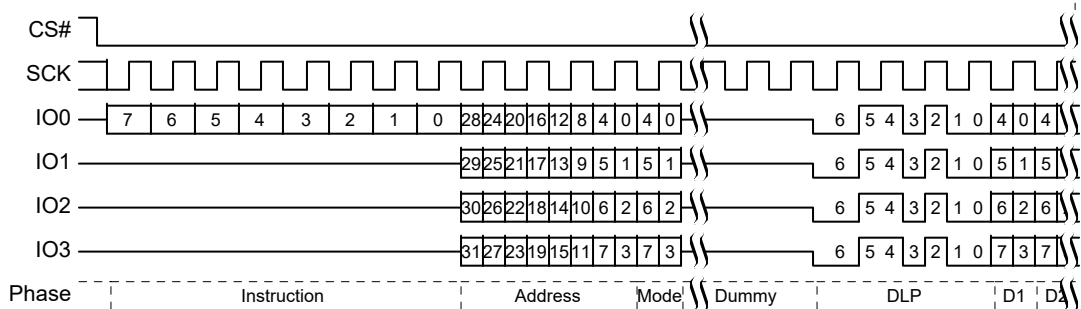 CS#
SCK
IO0 7 6 5 4 3 2 1 0 28 24 20 16 12 8 4 0 4 0 6 5 4 3 2 1 0 4 0 4
IO1 29 25 21 17 13 9 5 1 5 1 6 5 4 3 2 1 0 5 1 5
IO2 30 26 22 18 14 10 6 2 6 2 6 5 4 3 2 1 0 6 2 6
IO3 31 27 23 19 15 11 7 3 7 3 6 5 4 3 2 1 0 7 3 7
Phase Instruction Address Mode Dummy DLP D1 D2